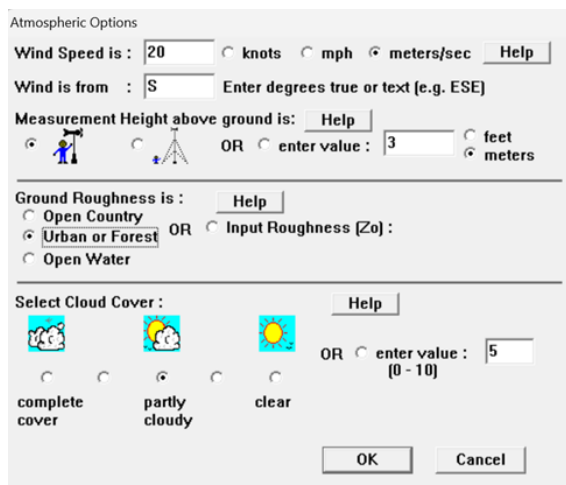 Atmospheric Options
Wind Speed is : 20 knots mph meters/sec Help
Wind is from : S Enter degrees true or text (e.g. ESE)
Measurement Height above ground is: Help
OR enter value : 3 feet
meters
Ground Roughness is : Help
Open Country
Urban or Forest OR Input Roughness (Zo) :
Open Water
Select Cloud Cover : Help
OR enter value : 5
(0 - 10)
complete cover partly cloudy clear
OK Cancel